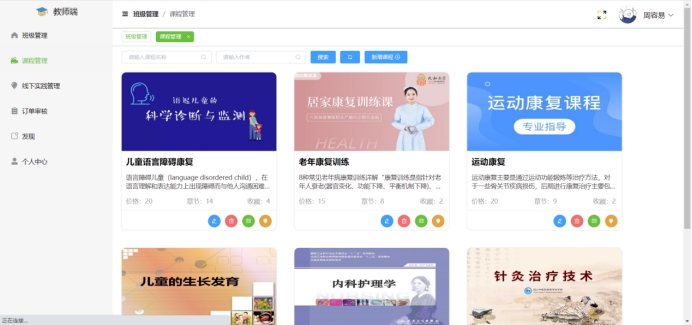 教师端
班级管理 / 课程管理
周容易
班级管理
课程管理 ×
班级管理
课程管理
线下实践管理
订单审核
发现
个人中心
请输入课程名称
请输入作者
搜索
新增课程
语迟儿童的
科学诊断与监测
居家康复训练课
HEALTH
运动康复课程
专业指导
儿童语言障碍康复
语言障碍儿童（language disordered child），在
语言理解和表达能力上出现障碍而与他人沟通困难...
价格：20
章节：14
收藏：4
老年康复训练
8种常见老年病康复训练详解“康复训练是指针对老
年人衰老(器官变化、功能下降、平衡机制下降)、...
价格：15
章节：8
收藏：2
运动康复
运动康复主要是通过运动功能锻炼等治疗方法，对
于一些骨关节疾病损伤，后期进行康复治疗主要包...
价格：20
章节：9
收藏：2
儿童的生长发育
内科护理学
针灸治疗技术
正在连接...